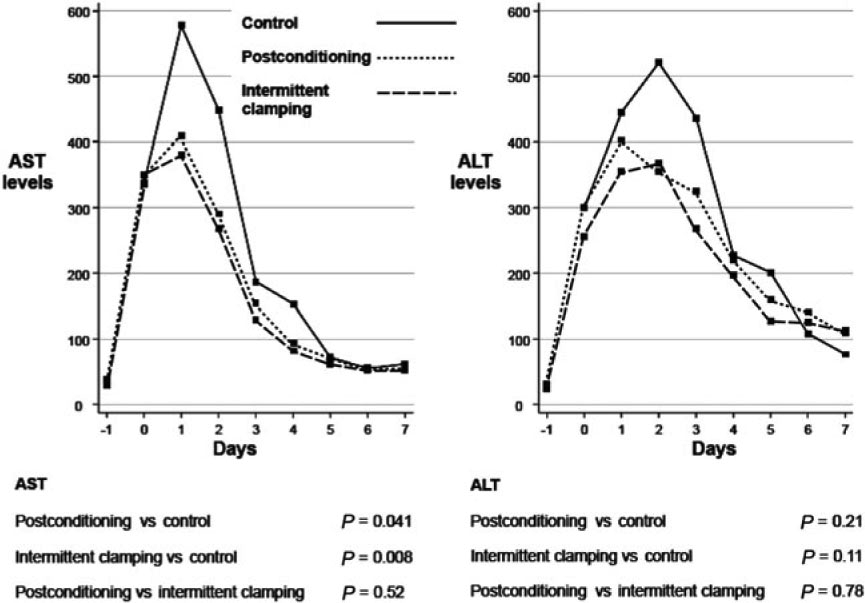 Control
Postconditioning
Intermittent
clamping
AST
levels
600
500
400
300
200
100
0
-1 0 1 2 3 4 5 6 7
Days
ALT
levels
600
500
400
300
200
100
0
-1 0 1 2 3 4 5 6 7
Days
AST
Postconditioning vs control P = 0.041
Intermittent clamping vs control P = 0.008
Postconditioning vs intermittent clamping P = 0.52
ALT
Postconditioning vs control P = 0.21
Intermittent clamping vs control P = 0.11
Postconditioning vs intermittent clamping P = 0.78